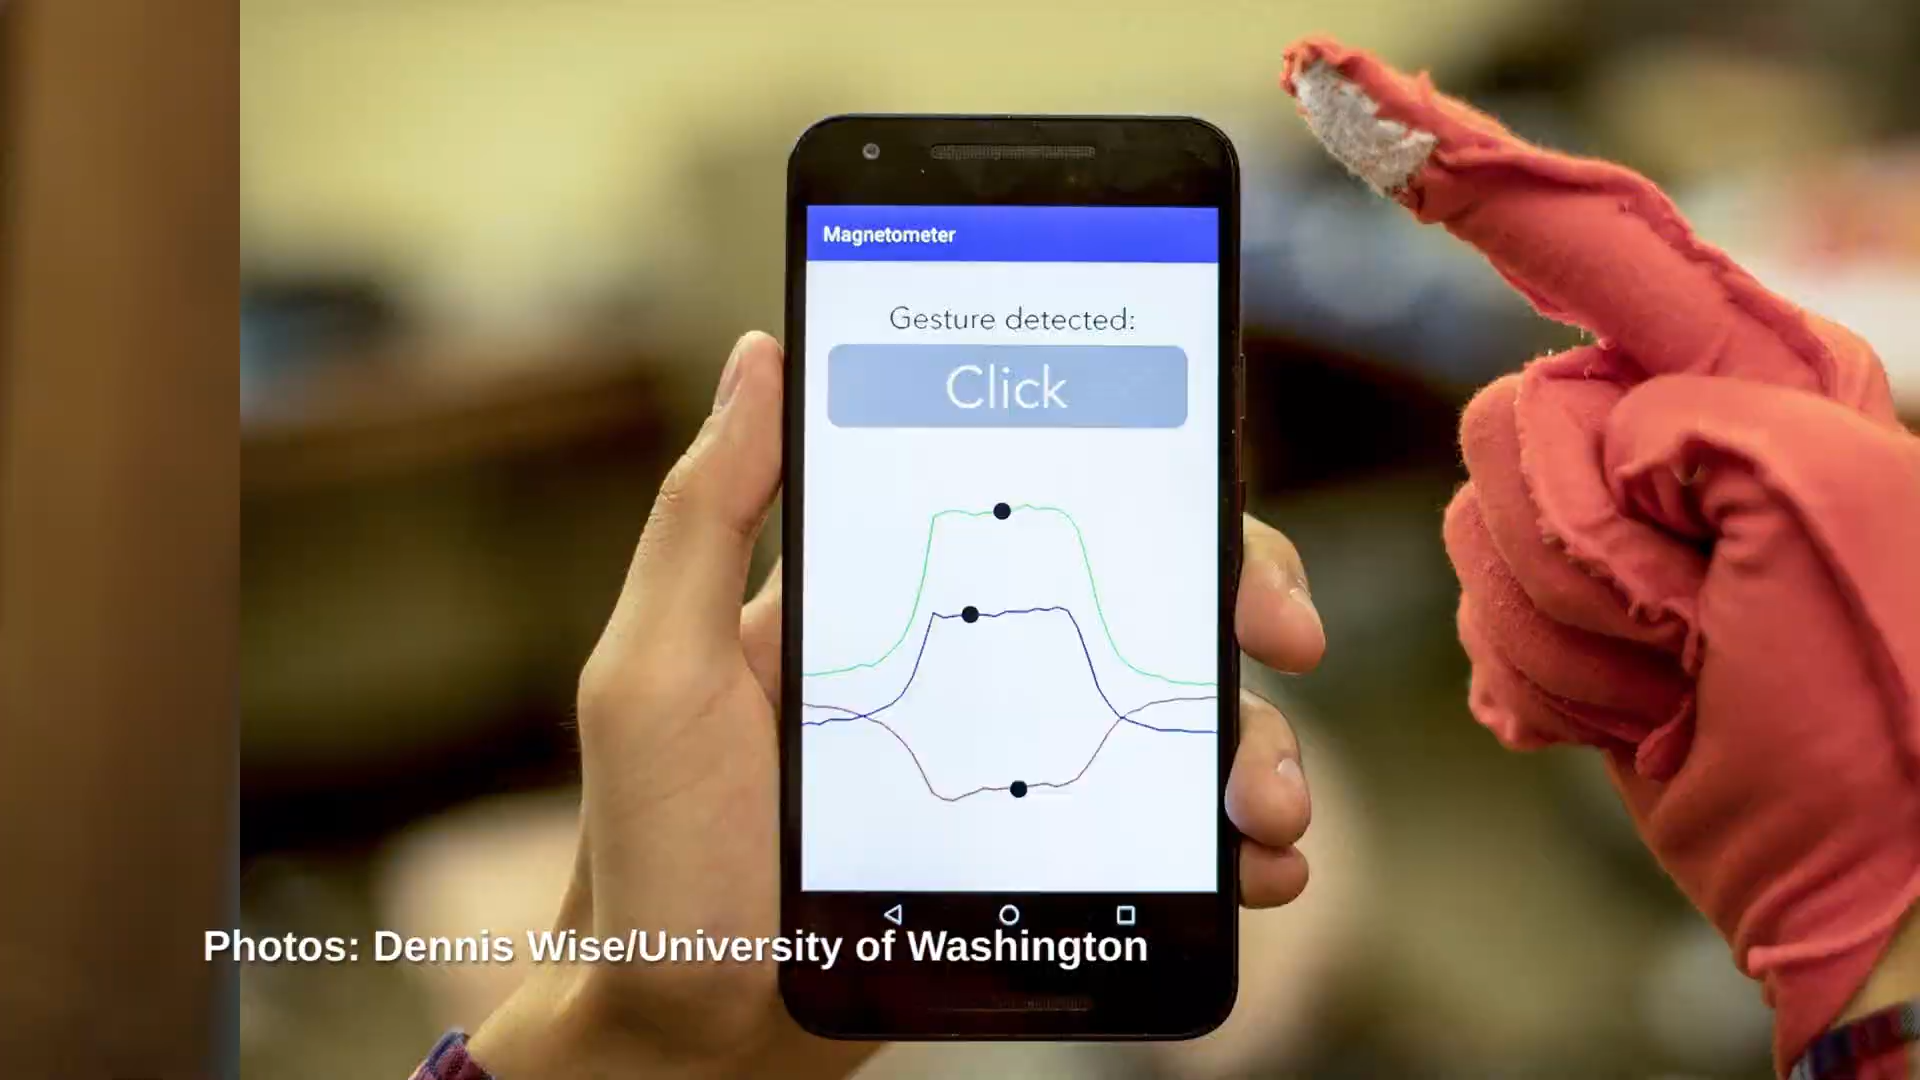 Magnetometer
Gesture detected:
Click
Photos: Dennis Wise/University of Washington